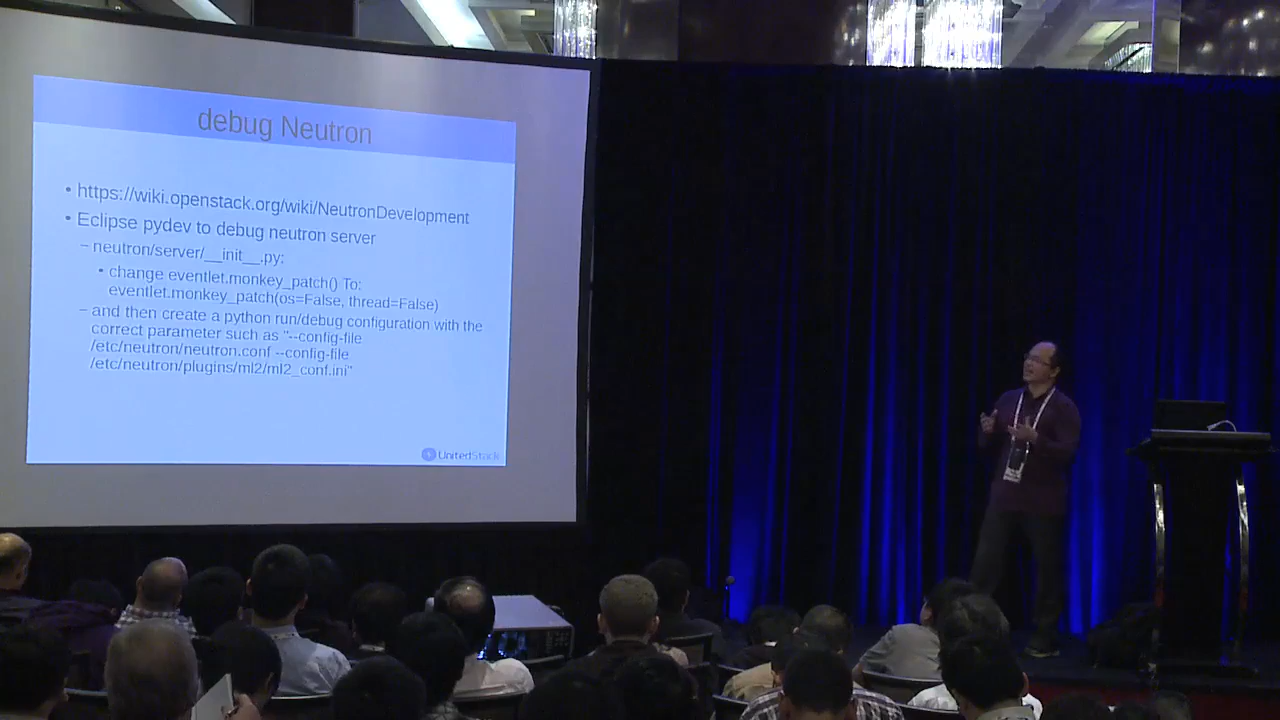 debug Neutron
• https://wiki.openstack.org/wiki/NeutronDevelopment
• Eclipse pydev to debug neutron server
– neutron/server/__init__.py:
• change eventlet.monkey_patch() To:
eventlet.monkey_patch(os=False, thread=False)
– and then create a python run/debug configuration with the
correct parameter such as "--config-file
/etc/neutron/neutron.conf --config-file
/etc/neutron/plugins/ml2/ml2_conf.ini"
UnitedStack